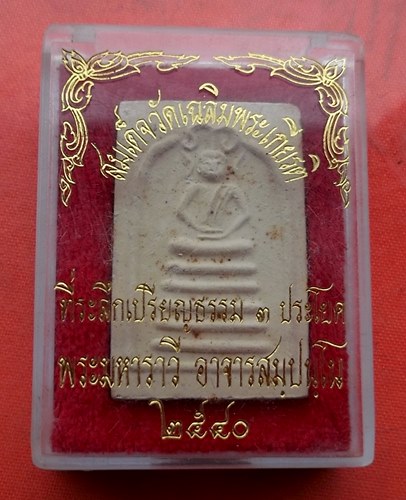 สมเด็จวัดเฉลิมพระเกียรติ
ที่ระลึกเปรียญธรรม ๓ ประโยค
พระมหาราวี อาจารสมฺปนฺโน
๒๕๔๐